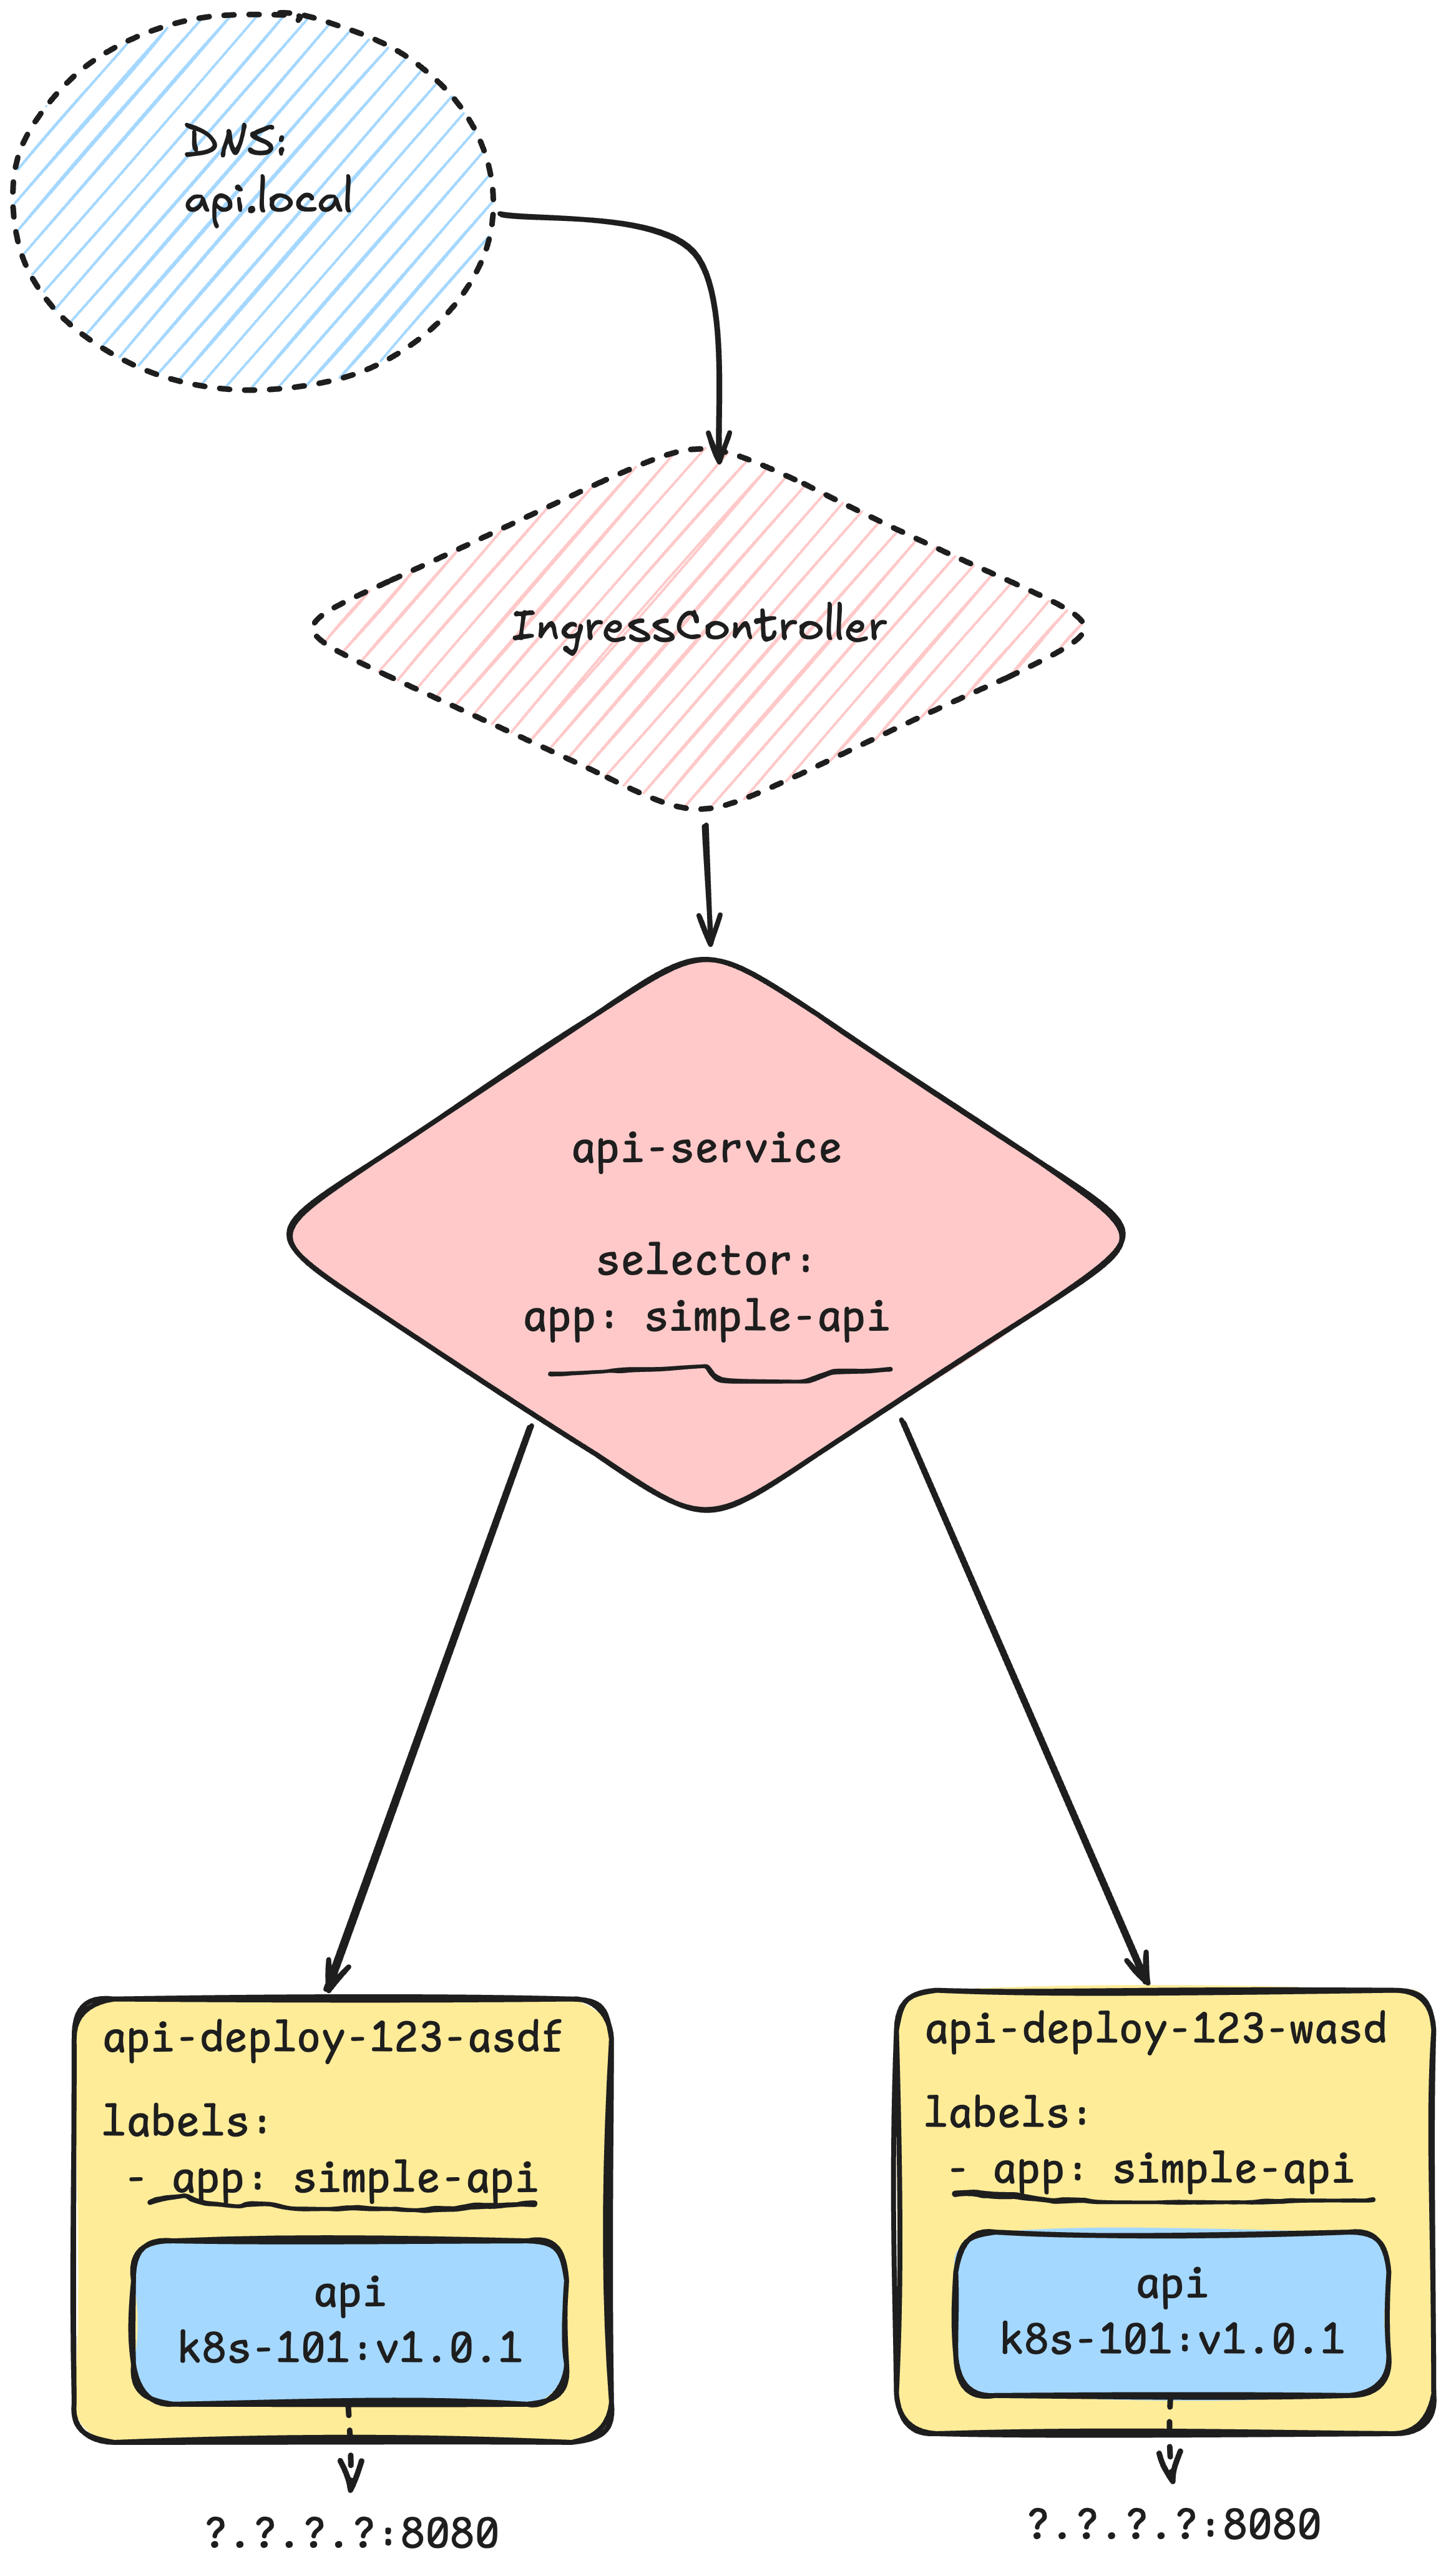 DNS:
api.local
IngressController
api-service
selector:
app: simple-api
api-deploy-123-asdf
labels:
- app: simple-api
api
k8s-101:v1.0.1
?.?.?.?:8080
api-deploy-123-wasd
labels:
- app: simple-api
api
k8s-101:v1.0.1
?.?.?.?:8080